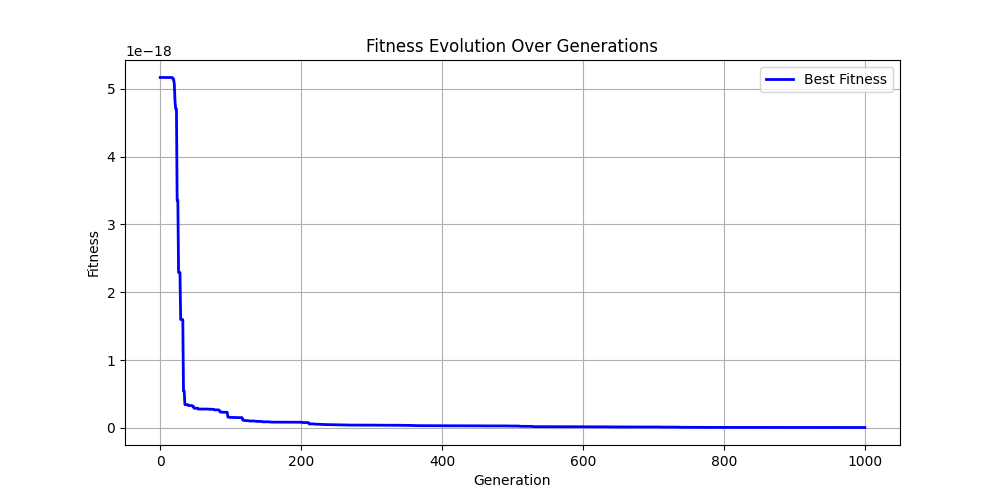 Fitness Evolution Over Generations
1e−18
Best Fitness
5
4
3
2
1
0
Fitness
0 200 400 600 800 1000
Generation